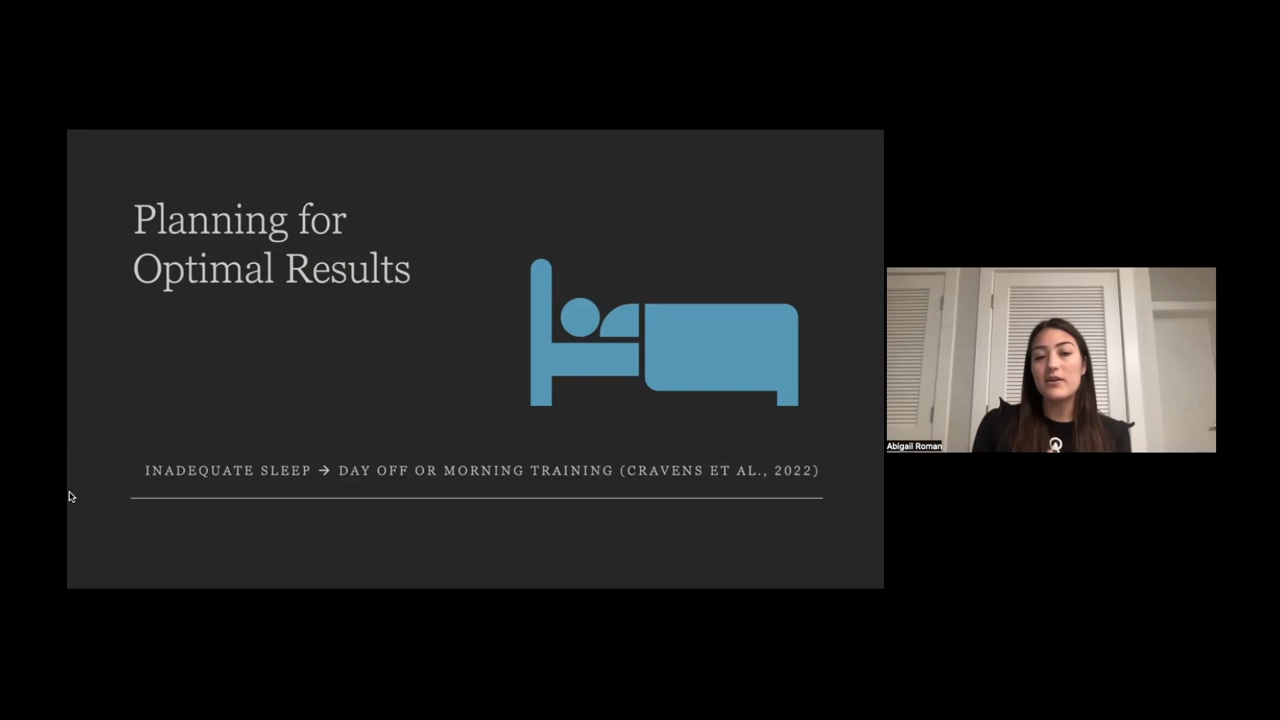 Planning for
Optimal Results
INADEQUATE SLEEP → DAY OFF OR MORNING TRAINING (CRAVENS ET AL., 2022)
Abigail Roman